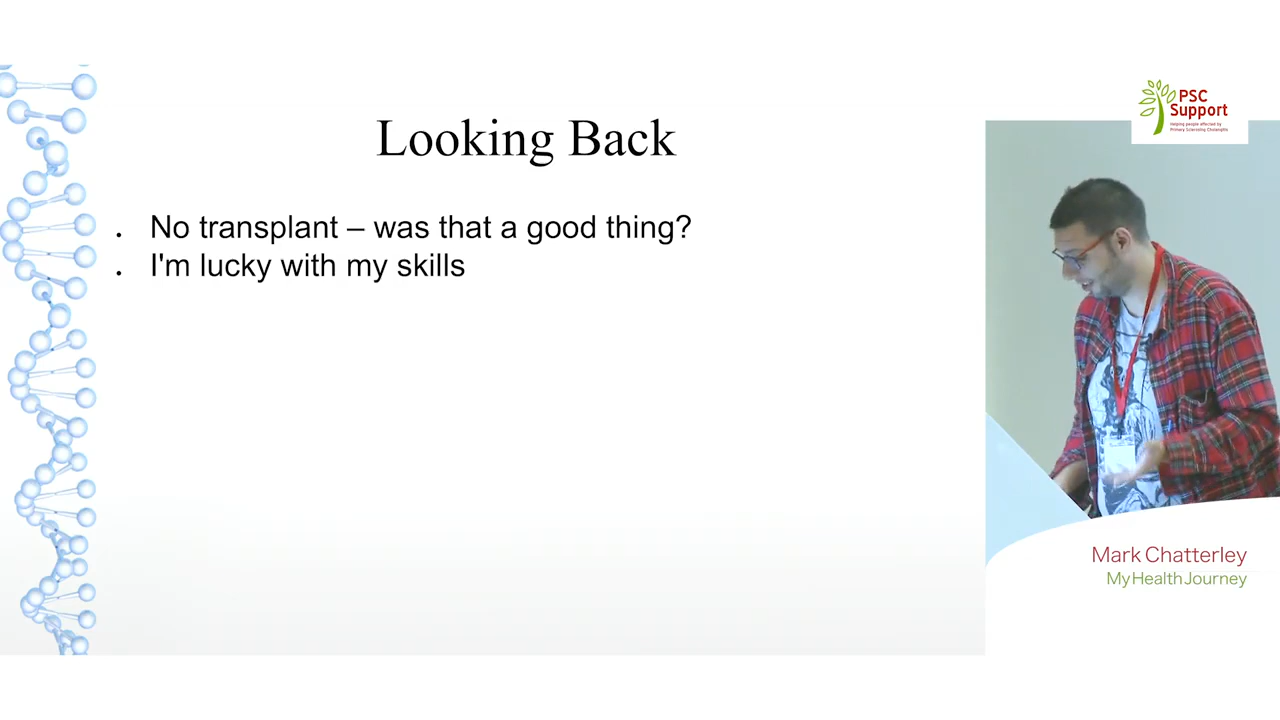 Looking Back
. No transplant – was that a good thing?
. I'm lucky with my skills
PSC
Support
Helping people affected by
Primary Sclerosing Cholangitis
Mark Chatterley
My Health Journey